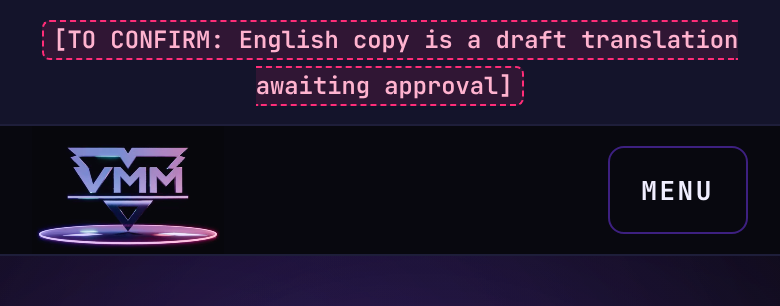 [TO CONFIRM: English copy is a draft translation
awaiting approval]
VMM
MENU